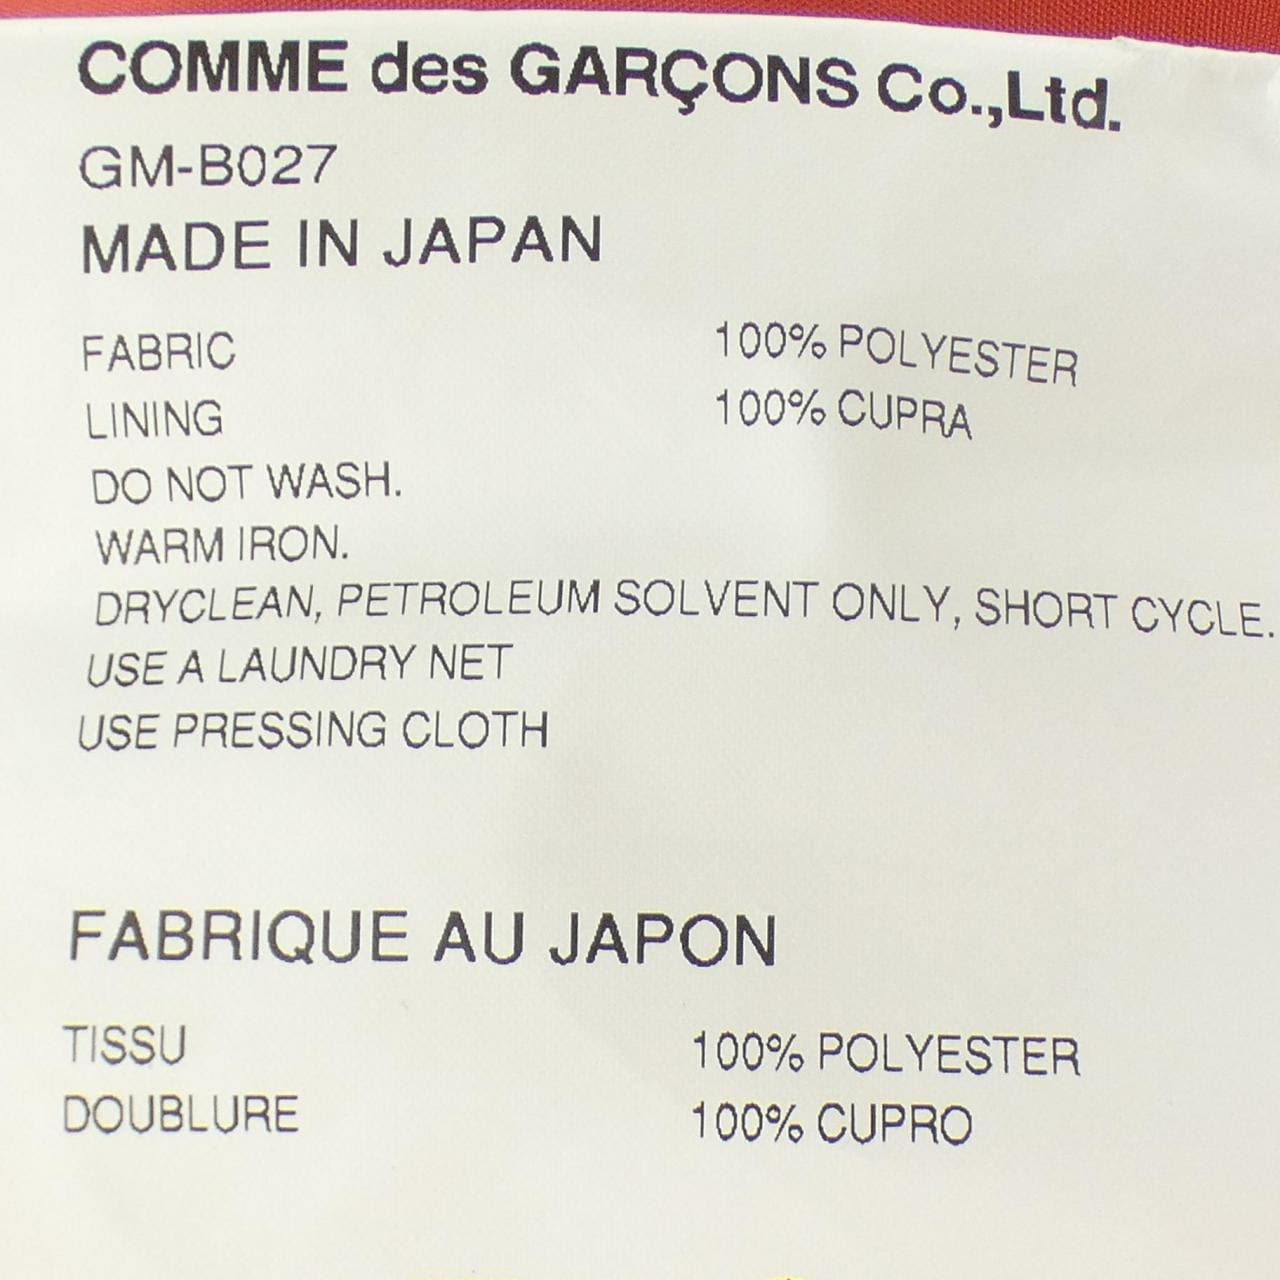 COMME des GARÇONS Co.,Ltd.
GM-B027
MADE IN JAPAN
FABRIC 100% POLYESTER
LINING 100% CUPRA
DO NOT WASH.
WARM IRON.
DRYCLEAN, PETROLEUM SOLVENT ONLY, SHORT CYCLE.
USE A LAUNDRY NET
USE PRESSING CLOTH
FABRIQUE AU JAPON
TISSU 100% POLYESTER
DOUBLURE 100% CUPRO